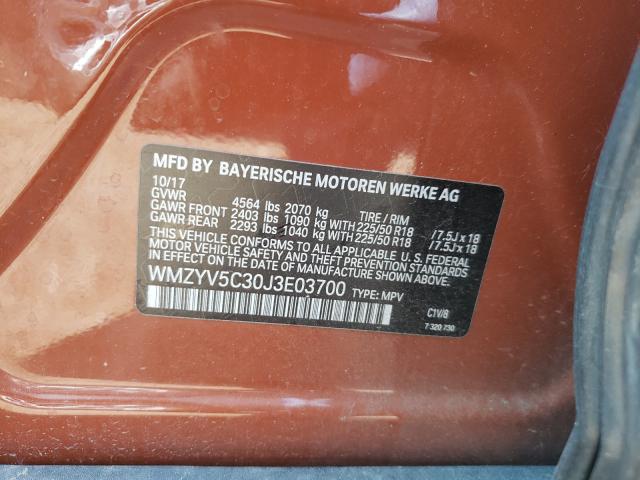 MFD BY BAYERISCHE MOTOREN WERKE AG
10/17
GVWR 4564 lbs 2070 kg TIRE / RIM
GAWR FRONT 2403 lbs 1090 kg WITH 225/50 R18 /7.5J x 18
GAWR REAR 2293 lbs 1040 kg WITH 225/50 R18 /7.5J x 18
THIS VEHICLE CONFORMS TO ALL APPLICABLE U. S. FEDERAL
MOTOR VEHICLE SAFETY, BUMPER, AND THEFT PREVENTION STANDARDS
IN EFFECT ON THE DATE OF MANUFACTURE SHOWN ABOVE.
WMZYV5C30J3E03700 TYPE: MPV
C1V/8
7 320 730